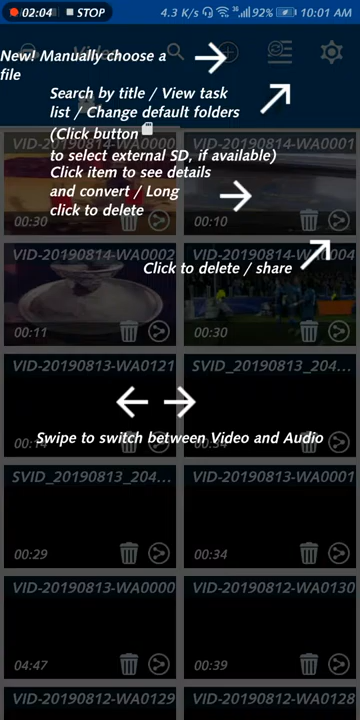 02:04 STOP 4.3 K/s 92% 10:01 AM
New! Manually choose a
file
Search by title / View task
list / Change default folders
(Click button
to select external SD, if available)
Click item to see details
and convert / Long
click to delete
Click to delete / share
Swipe to switch between Video and Audio
VID-20190814-WA0000 VID-20190814-WA0001
00:30 00:10
VID-20190814-WA0002
00:11 00:30
VID-20190813-WA0121 SVID_20190813_204...
SVID_20190813_204... VID-20190813-WA0001
00:29 00:34
VID-20190813-WA0000 VID-20190812-WA0130
04:47 00:39
VID-20190812-WA0129 VID-20190812-WA0128